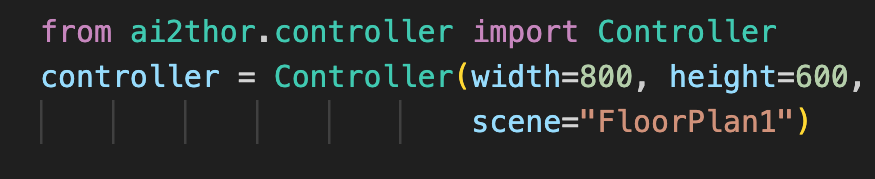 from ai2thor.controller import Controller
controller = Controller(width=800, height=600,
                        scene="FloorPlan1")